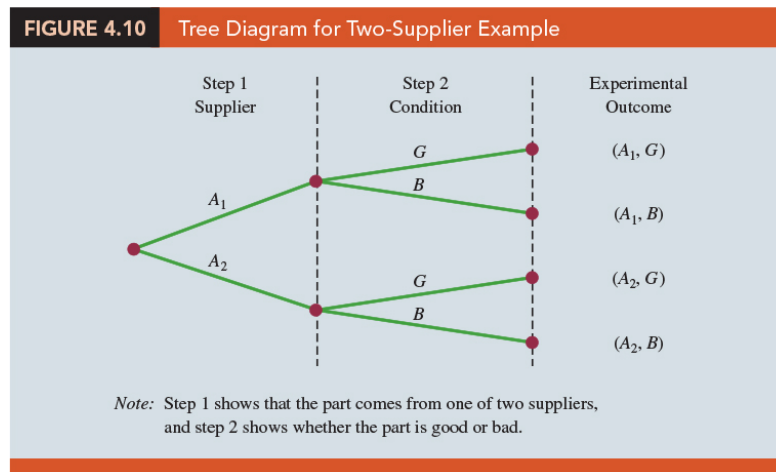 FIGURE 4.10 Tree Diagram for Two-Supplier Example
Step 1 Step 2 Experimental
Supplier Condition Outcome
G (A₁, G)
B
A₁ (A₁, B)
A₂
G (A₂, G)
B
(A₂, B)
Note: Step 1 shows that the part comes from one of two suppliers,
and step 2 shows whether the part is good or bad.